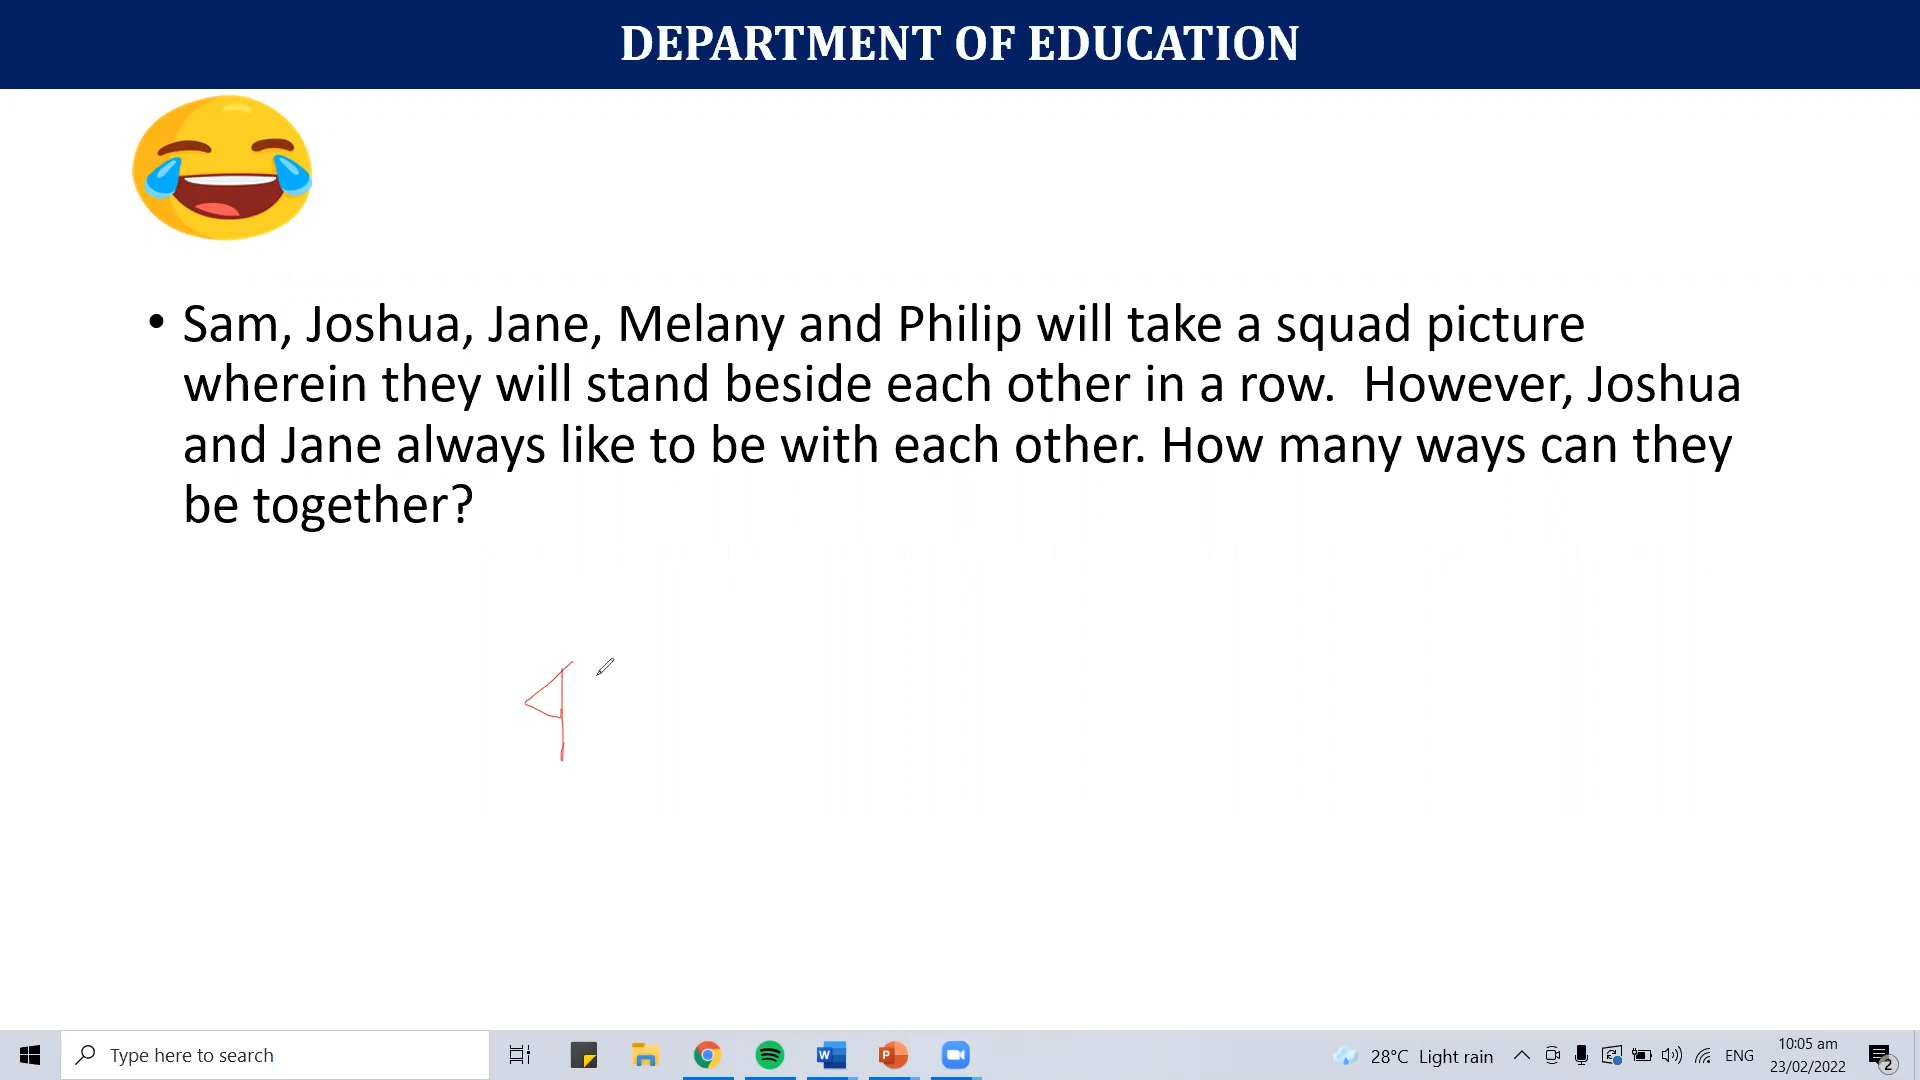 DEPARTMENT OF EDUCATION
• Sam, Joshua, Jane, Melany and Philip will take a squad picture
wherein they will stand beside each other in a row.  However, Joshua
and Jane always like to be with each other. How many ways can they
be together?
4
Type here to search
28°C Light rain
ENG
10:05 am
23/02/2022
2